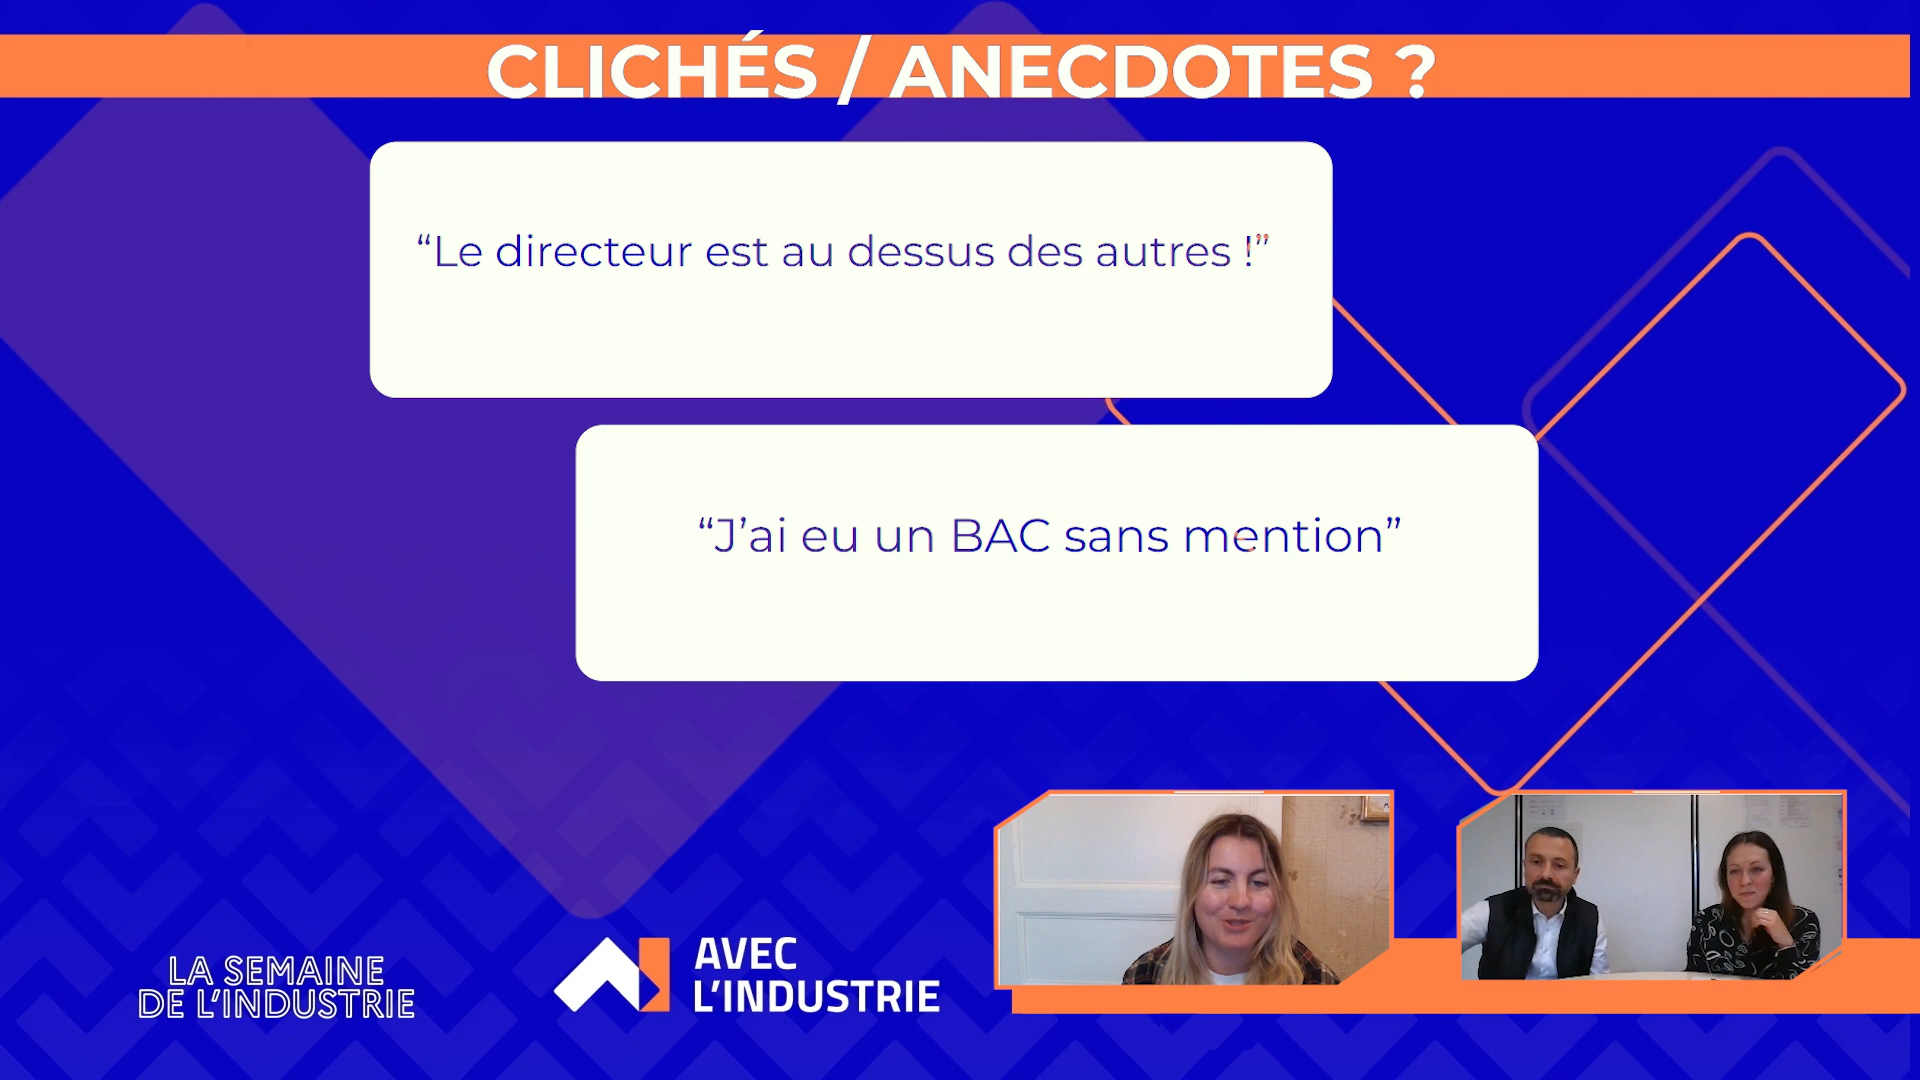 CLICHÉS / ANECDOTES ?
“Le directeur est au dessus des autres !”
“J’ai eu un BAC sans mention”
LA SEMAINE
DE L’INDUSTRIE
AVEC
L’INDUSTRIE